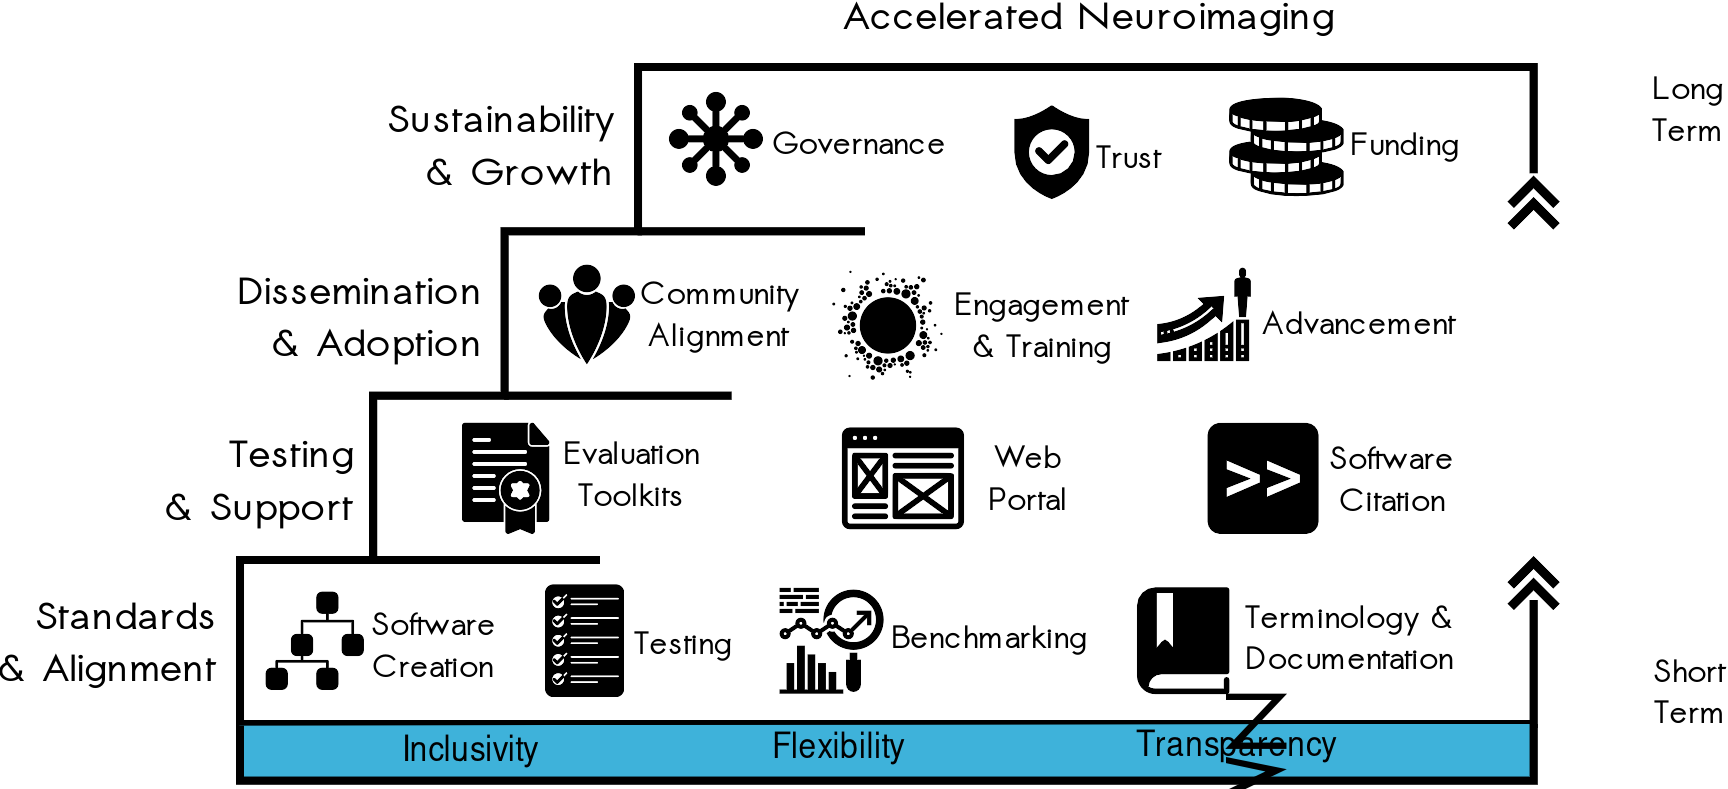 Accelerated Neuroimaging
Long
Term
Sustainability
& Growth
Governance
Trust
Funding
Dissemination
& Adoption
Community
Alignment
Engagement
& Training
Advancement
Testing
& Support
Evaluation
Toolkits
Web
Portal
>>
Software
Citation
Standards
& Alignment
Software
Creation
Testing
Benchmarking
Terminology &
Documentation
Short
Term
Inclusivity
Flexibility
Transparency